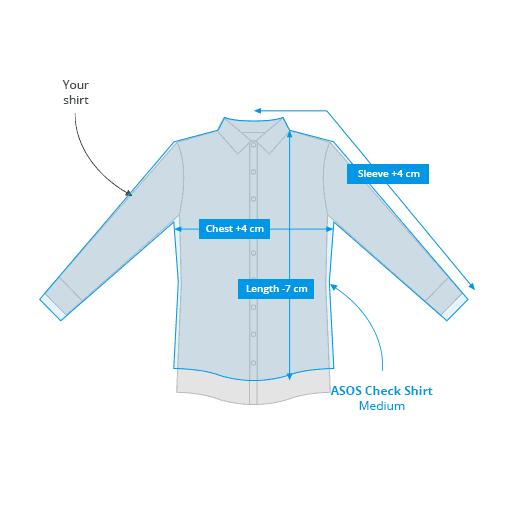 Your
shirt
Sleeve +4 cm
Chest +4 cm
Length -7 cm
ASOS Check Shirt
Medium